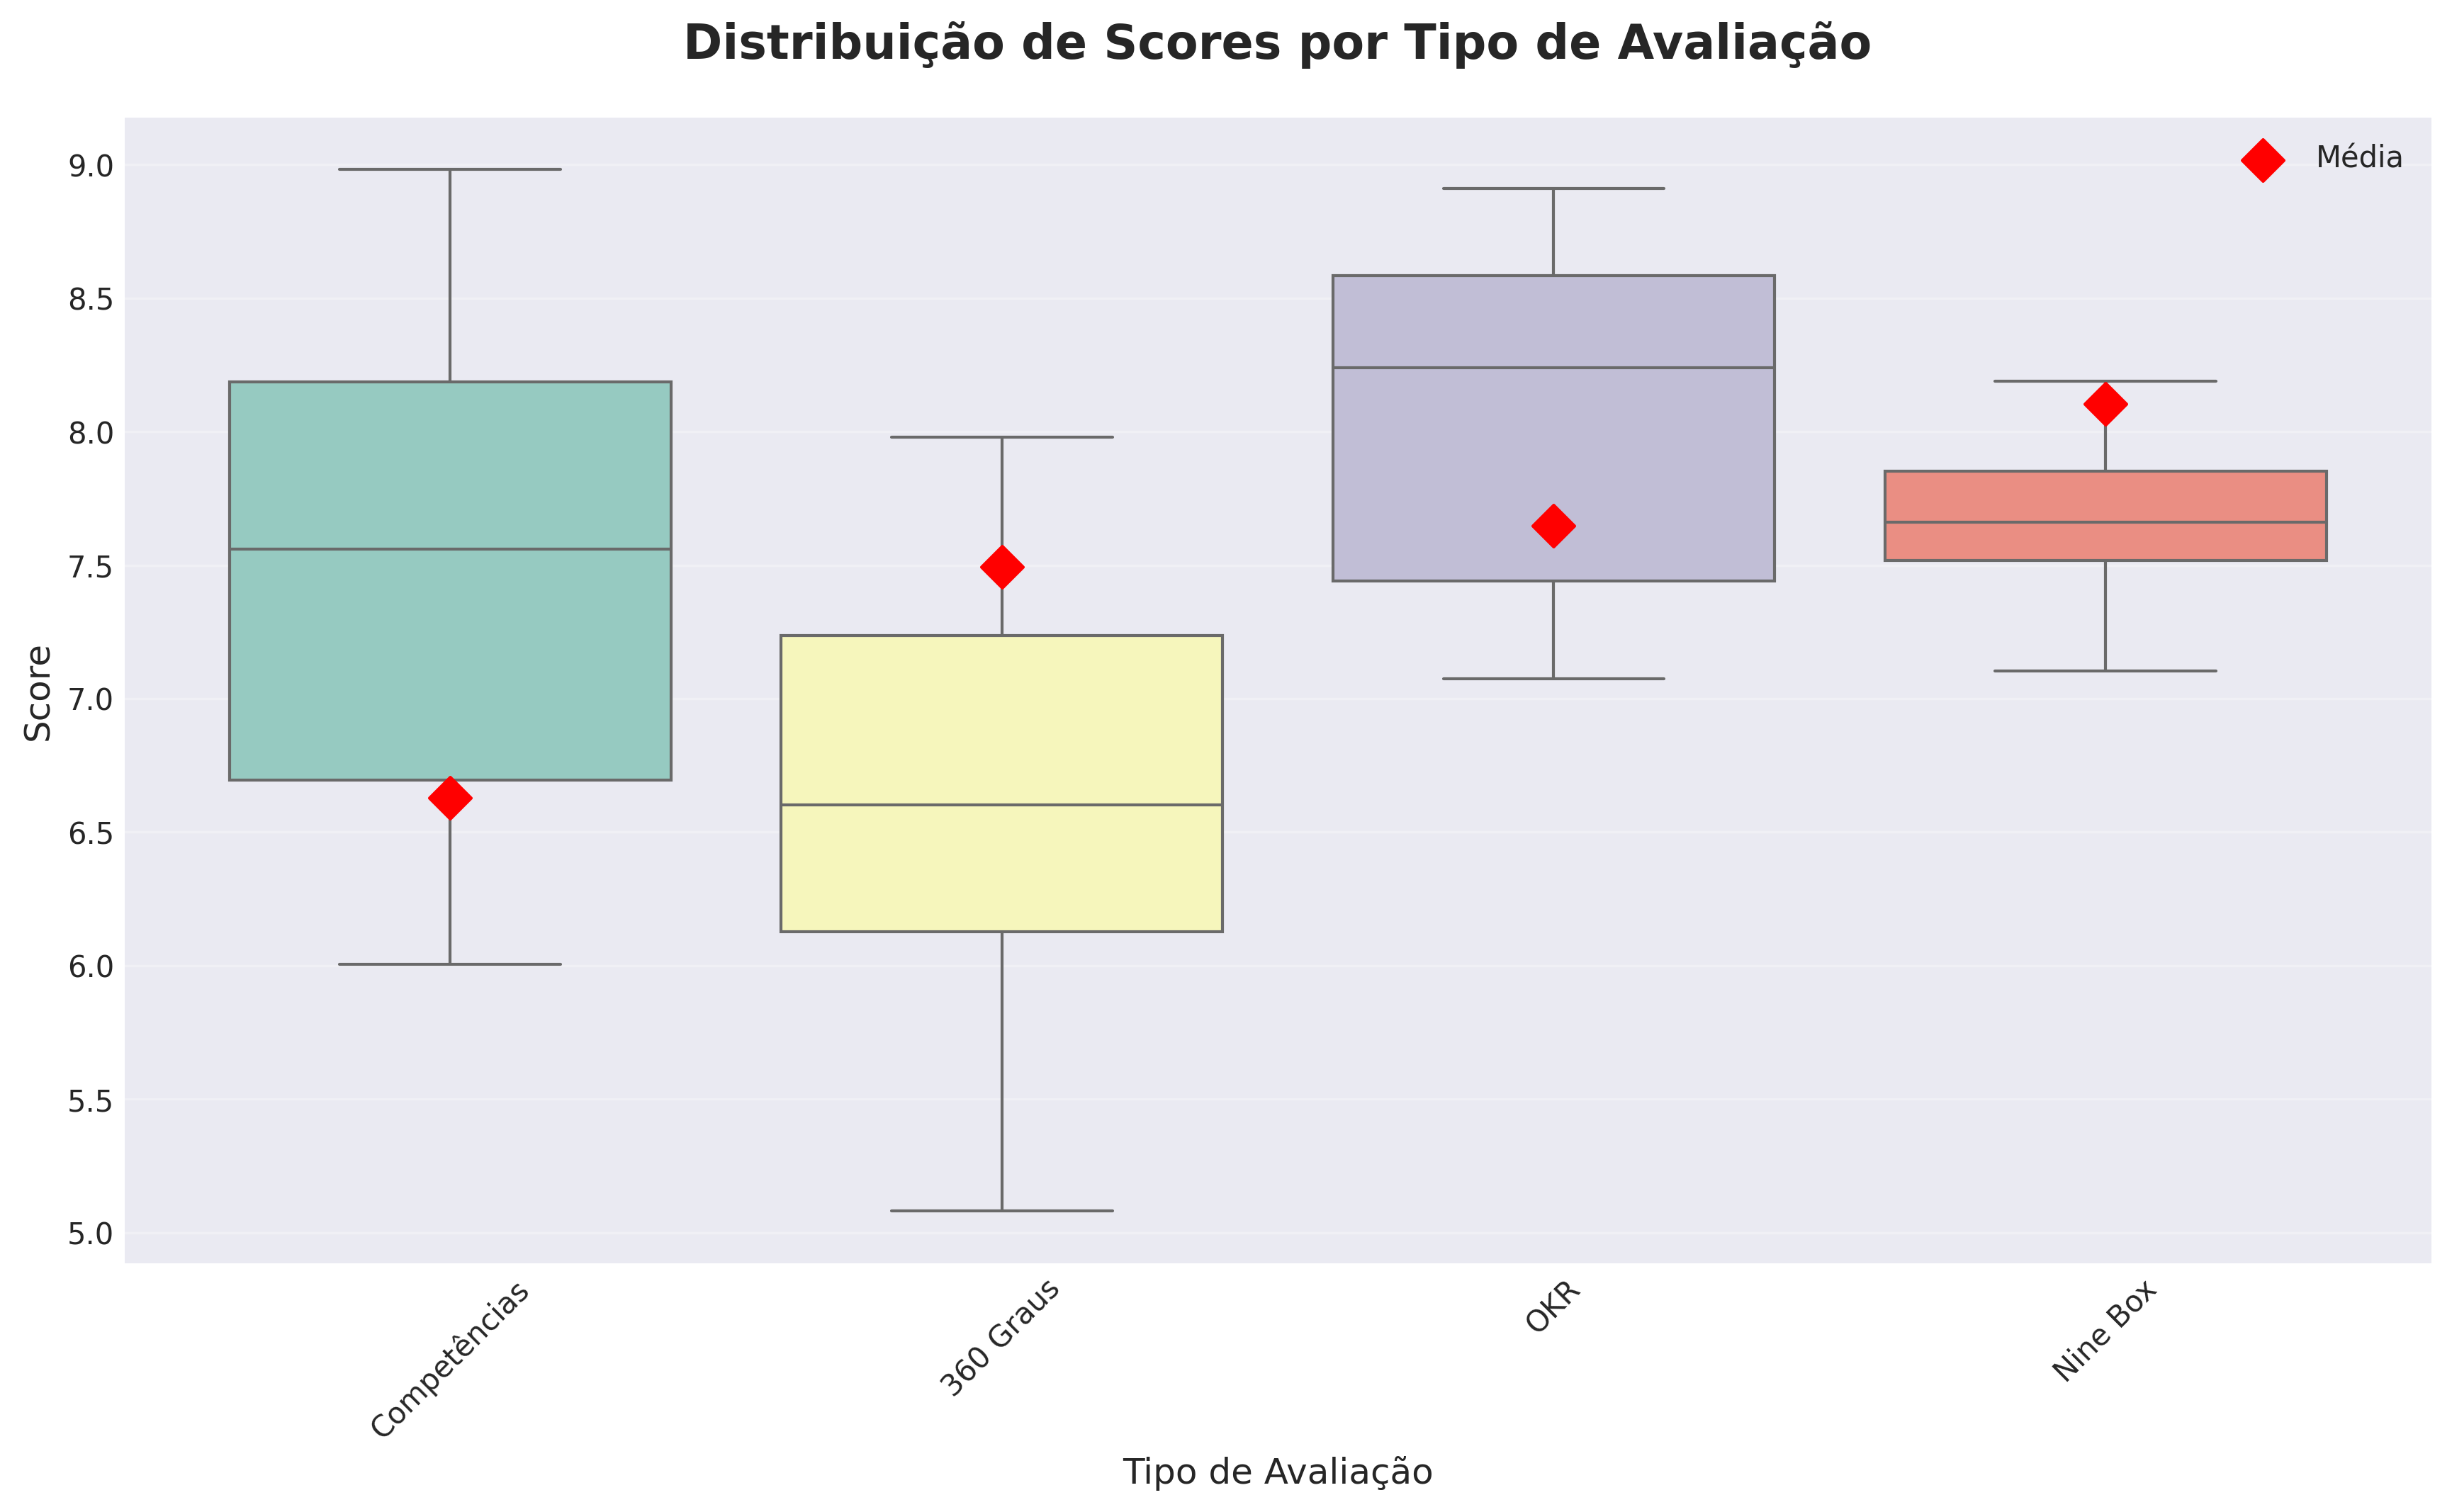 Distribuição de Scores por Tipo de Avaliação
Média
Score
9.0
8.5
8.0
7.5
7.0
6.5
6.0
5.5
5.0
Competências
360 Graus
OKR
Nine Box
Tipo de Avaliação